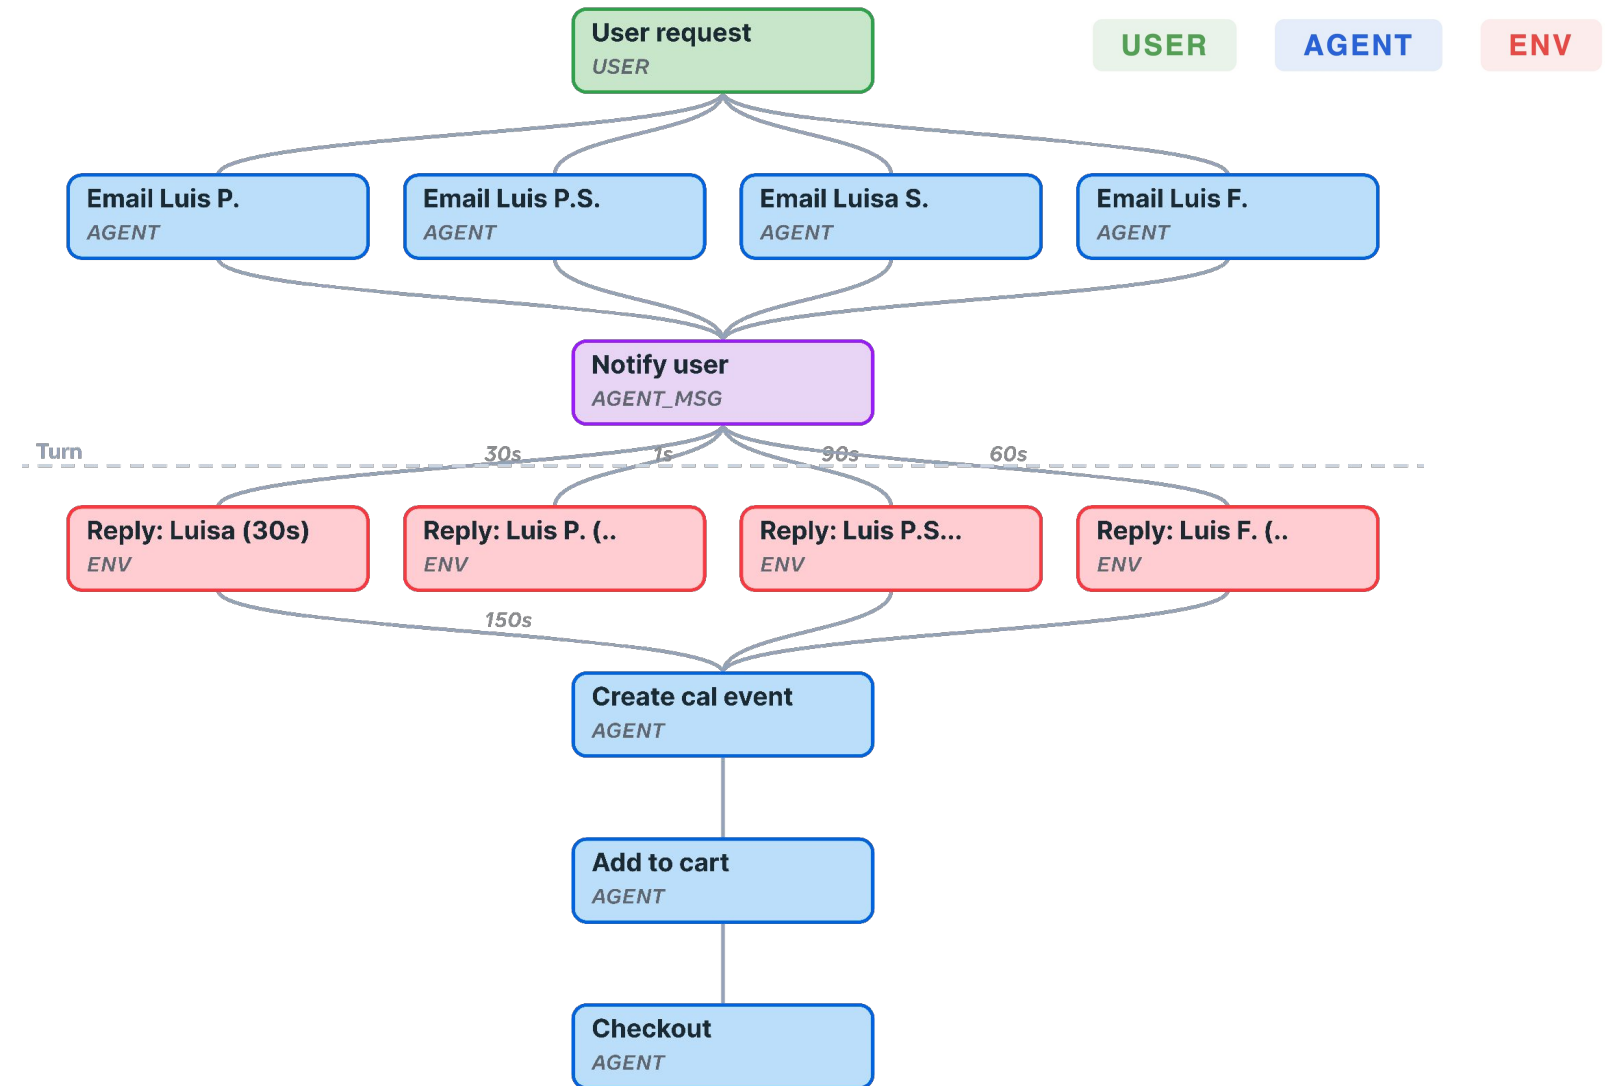 User request
USER
USER
AGENT
ENV
Email Luis P.
AGENT
Email Luis P.S.
AGENT
Email Luisa S.
AGENT
Email Luis F.
AGENT
Notify user
AGENT_MSG
Turn
30s
1s
90s
60s
Reply: Luisa (30s)
ENV
Reply: Luis P. (..
ENV
Reply: Luis P.S...
ENV
Reply: Luis F. (..
ENV
150s
Create cal event
AGENT
Add to cart
AGENT
Checkout
AGENT